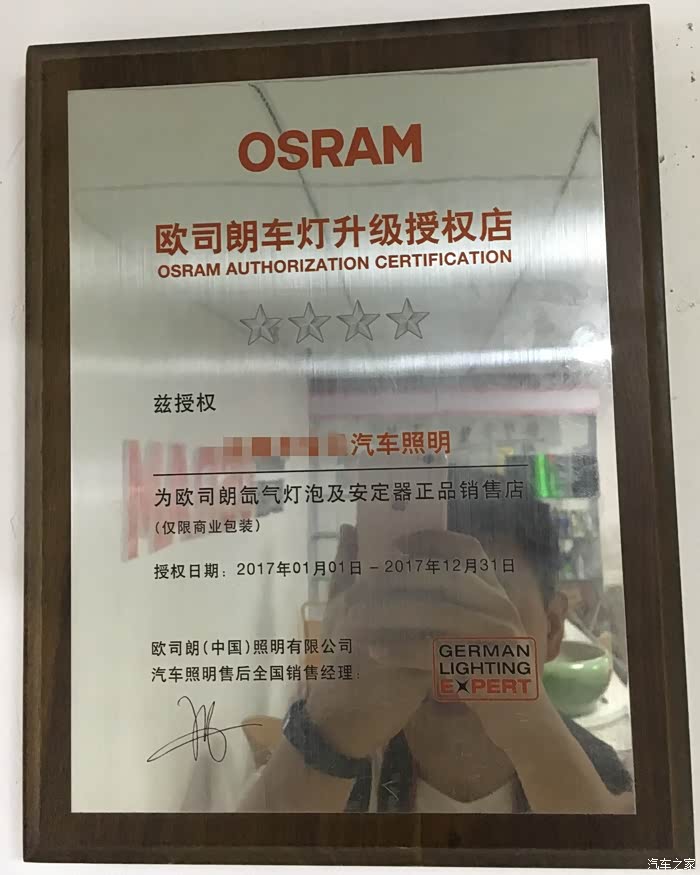 OSRAM
欧司朗车灯升级授权店
OSRAM AUTHORIZATION CERTIFICATION
兹授权
汽车照明
为欧司朗氙气灯泡及安定器正品销售店
(仅限商业包装)
授权日期：2017年01月01日－2017年12月31日
欧司朗(中国)照明有限公司
汽车照明售后全国销售经理：
GERMAN
LIGHTING
EXPERT
汽车之家